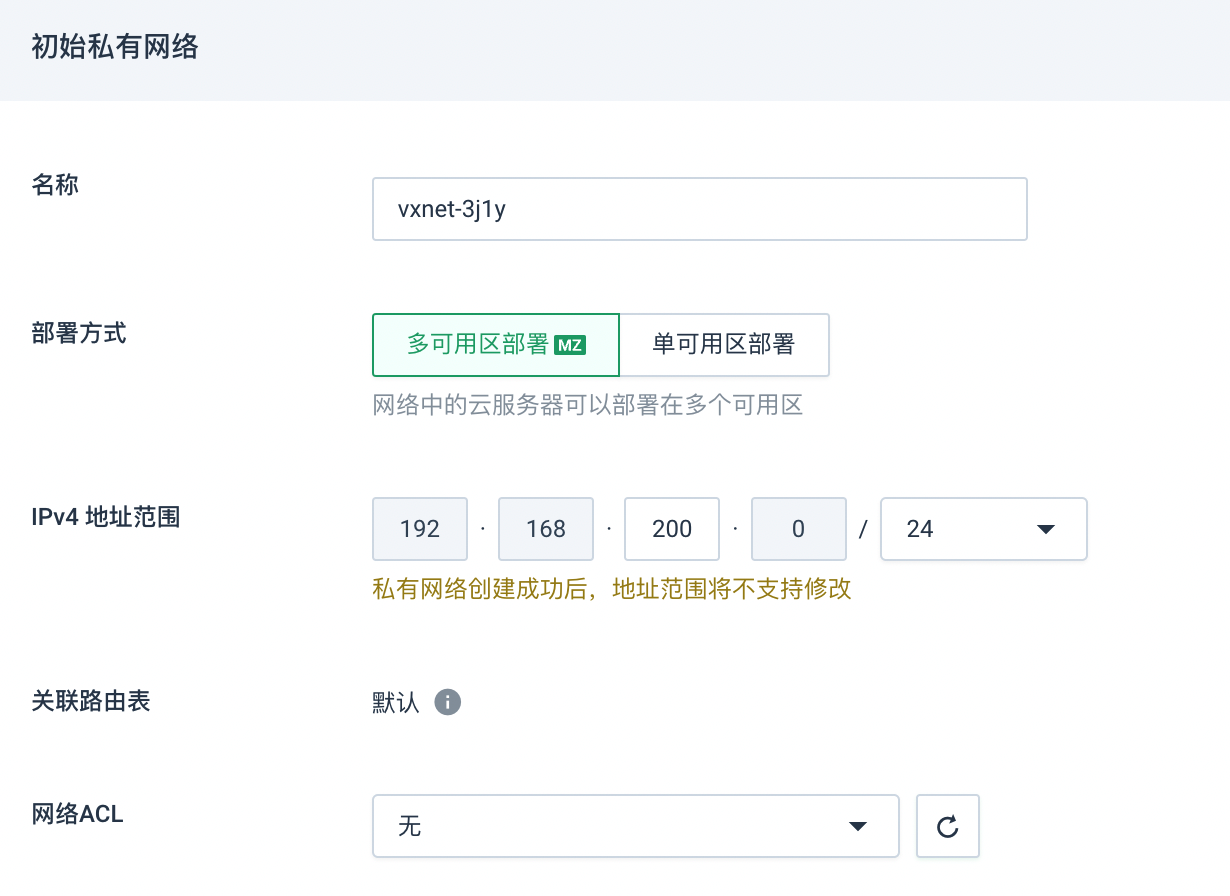 初始私有网络
名称
vxnet-3j1y
部署方式
多可用区部署 MZ 单可用区部署
网络中的云服务器可以部署在多个可用区
IPv4 地址范围
192 · 168 · 200 · 0 / 24
私有网络创建成功后，地址范围将不支持修改
关联路由表
默认
网络ACL
无